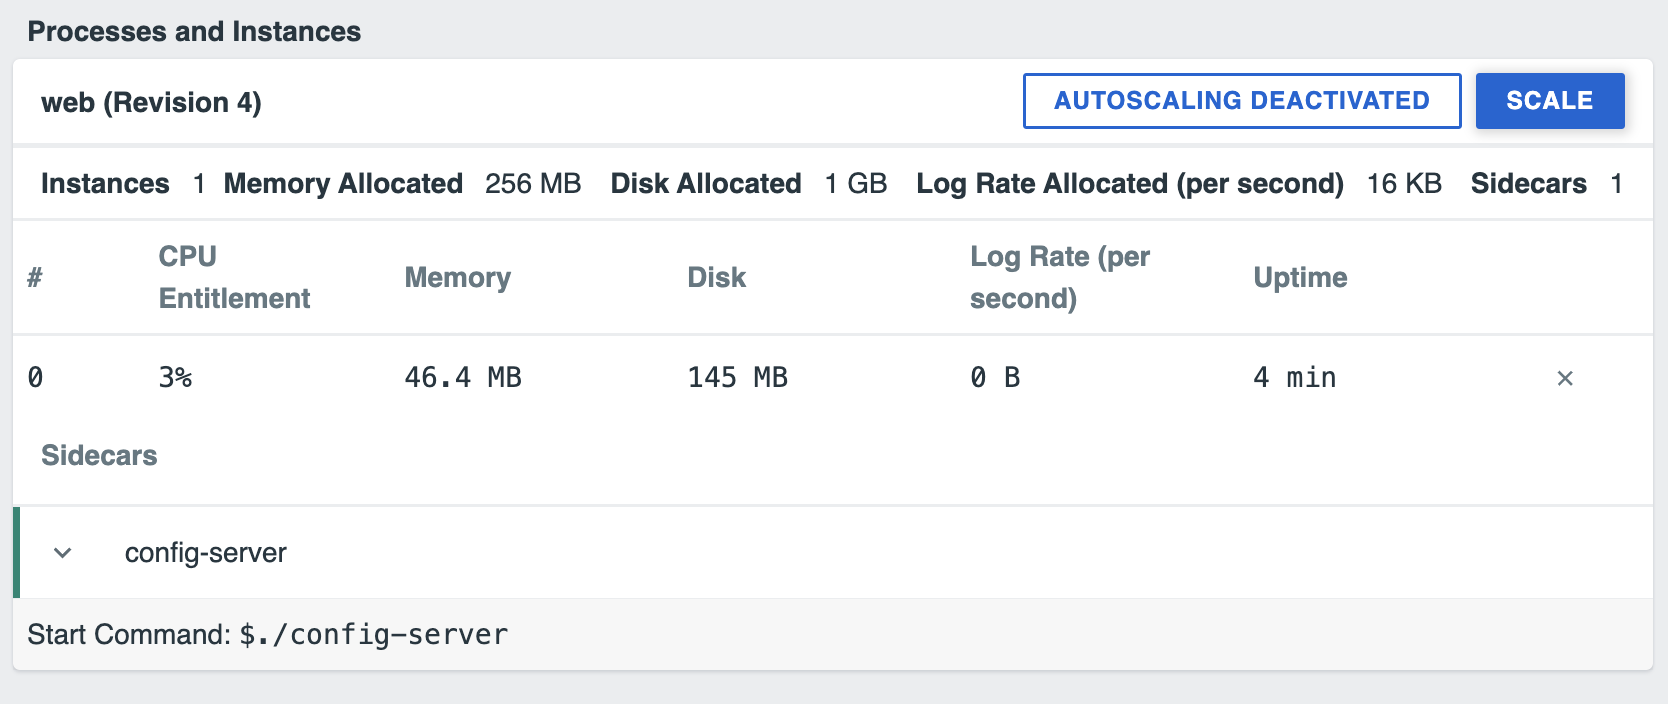 Processes and Instances
web (Revision 4)
AUTOSCALING DEACTIVATED
SCALE
Instances 1 Memory Allocated 256 MB Disk Allocated 1 GB Log Rate Allocated (per second) 16 KB Sidecars 1
# CPU Entitlement Memory Disk Log Rate (per second) Uptime
0 3% 46.4 MB 145 MB 0 B 4 min ×
Sidecars
config-server
Start Command: $./config-server